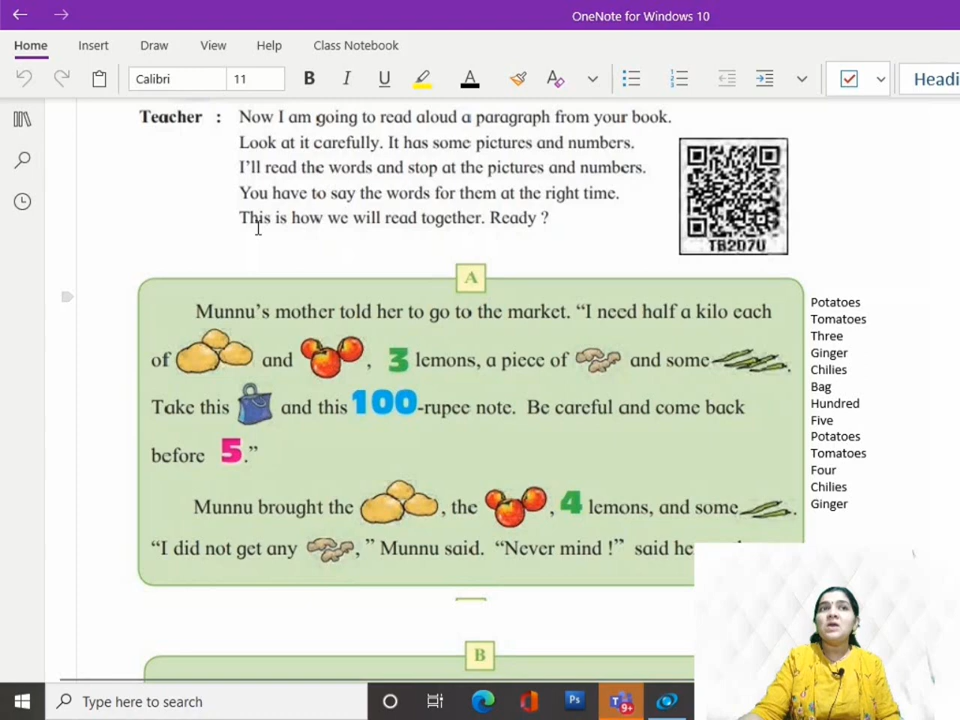 OneNote for Windows 10
Home Insert Draw View Help Class Notebook
Calibri 11 B I U A Headi
Teacher : Now I am going to read aloud a paragraph from your book.
Look at it carefully. It has some pictures and numbers.
I'll read the words and stop at the pictures and numbers.
You have to say the words for them at the right time.
This is how we will read together. Ready ?
TB2D7U
A
Munnu's mother told her to go to the market. “I need half a kilo each
of and , 3 lemons, a piece of and some .
Take this and this 100-rupee note. Be careful and come back
before 5.”
Munnu brought the , the , 4 lemons, and some .
“I did not get any ,” Munnu said. “Never mind !” said he
Potatoes
Tomatoes
Three
Ginger
Chilies
Bag
Hundred
Five
Potatoes
Tomatoes
Four
Chilies
Ginger
B
Type here to search
9+